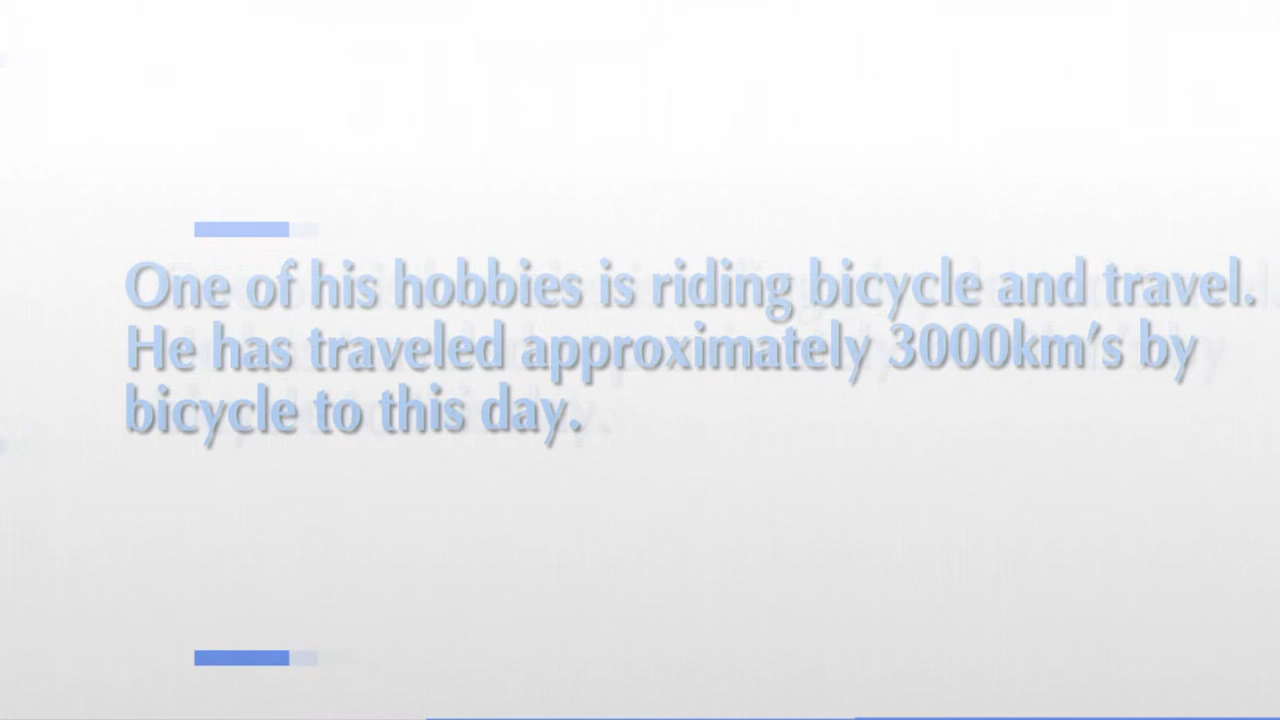 One of his hobbies is riding bicycle and travel.
He has traveled approximately 3000km's by
bicycle to this day.